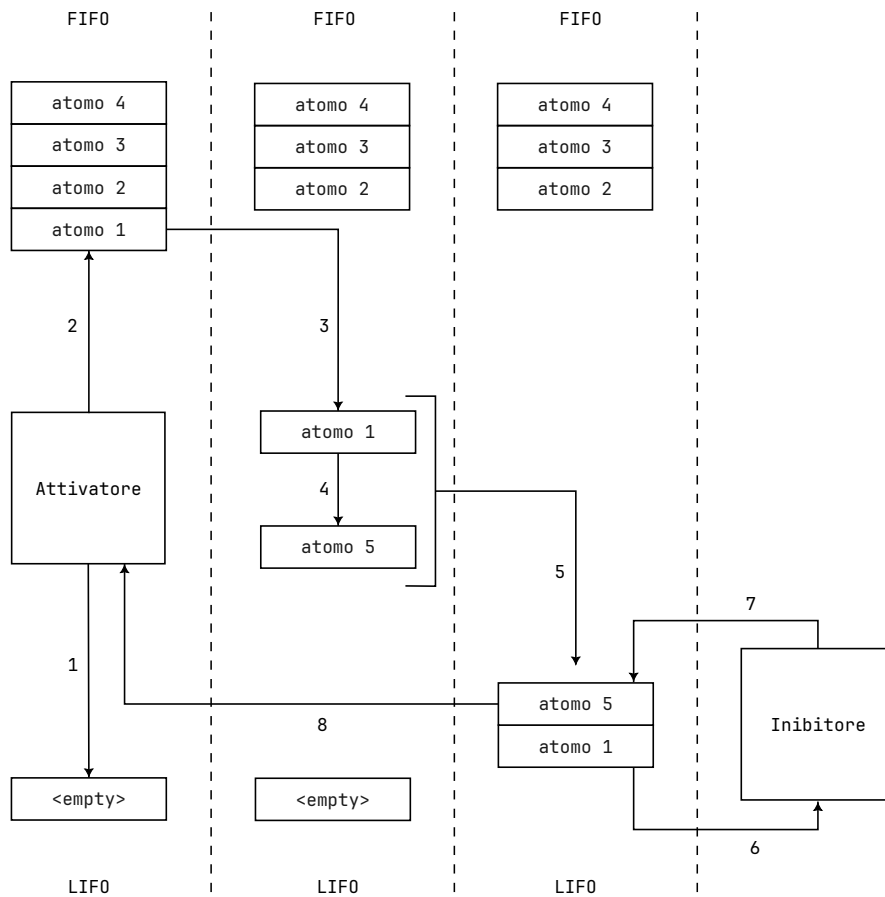 FIFO
FIFO
FIFO
atomo 4
atomo 3
atomo 2
atomo 1
atomo 4
atomo 3
atomo 2
atomo 4
atomo 3
atomo 2
2
3
Attivatore
atomo 1
4
atomo 5
5
7
1
8
atomo 5
atomo 1
Inibitore
6
<empty>
<empty>
LIFO
LIFO
LIFO